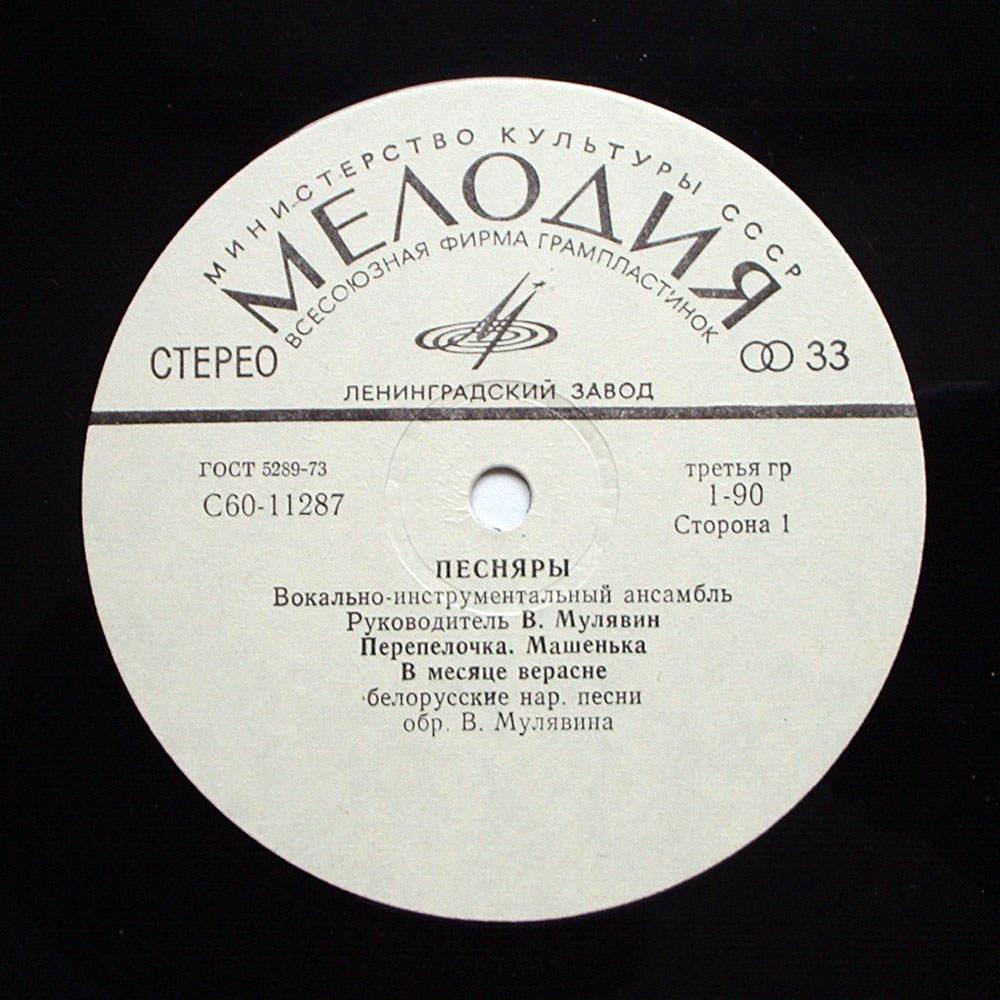 МИНИСТЕРСТВО КУЛЬТУРЫ СССР
МЕЛОДИЯ
ВСЕСОЮЗНАЯ ФИРМА ГРАМПЛАСТИНОК
СТЕРЕО
33
ЛЕНИНГРАДСКИЙ ЗАВОД
ГОСТ 5289-73
С60-11287
третья гр
1-90
Сторона 1
ПЕСНЯРЫ
Вокально-инструментальный ансамбль
Руководитель В. Мулявин
Перепелочка. Машенька
В месяце верасне
белорусские нар. песни
обр. В. Мулявина